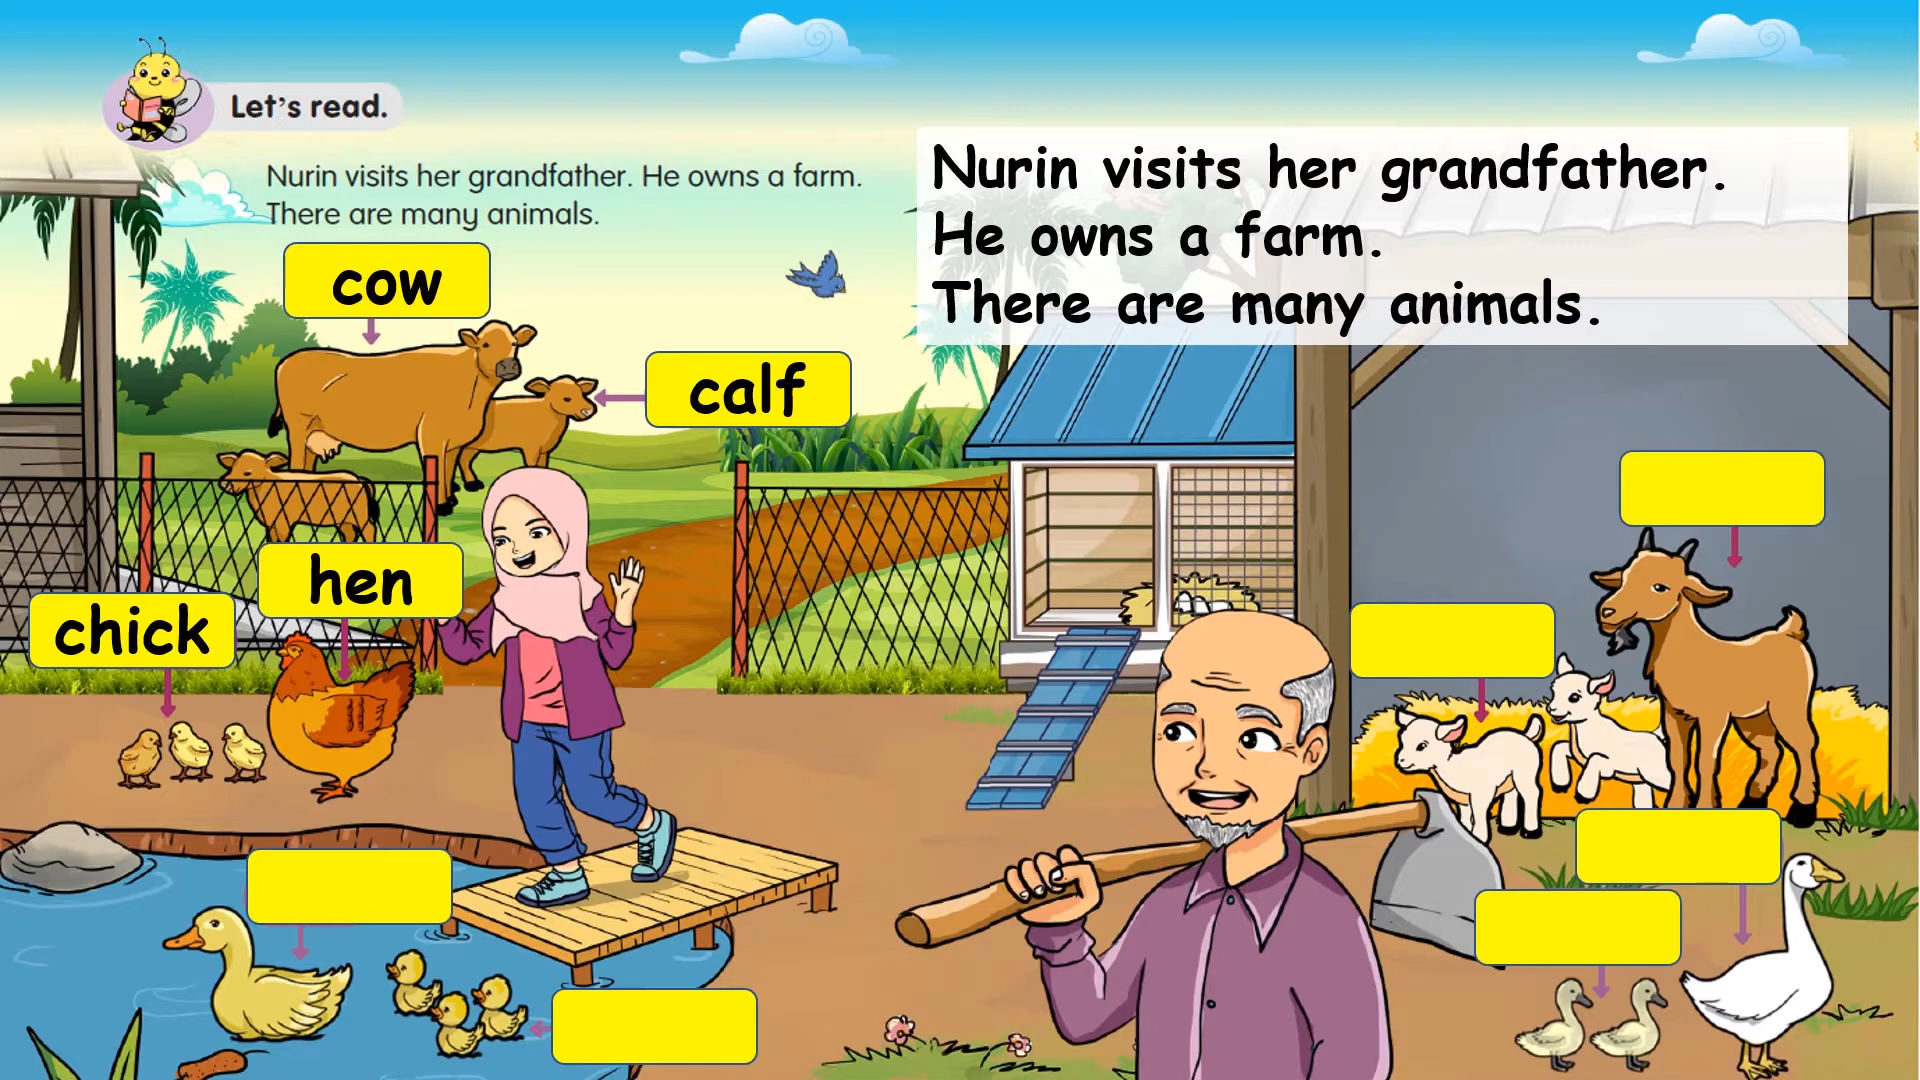 Let's read.
Nurin visits her grandfather. He owns a farm.
There are many animals.
Nurin visits her grandfather.
He owns a farm.
There are many animals.
cow
calf
hen
chick